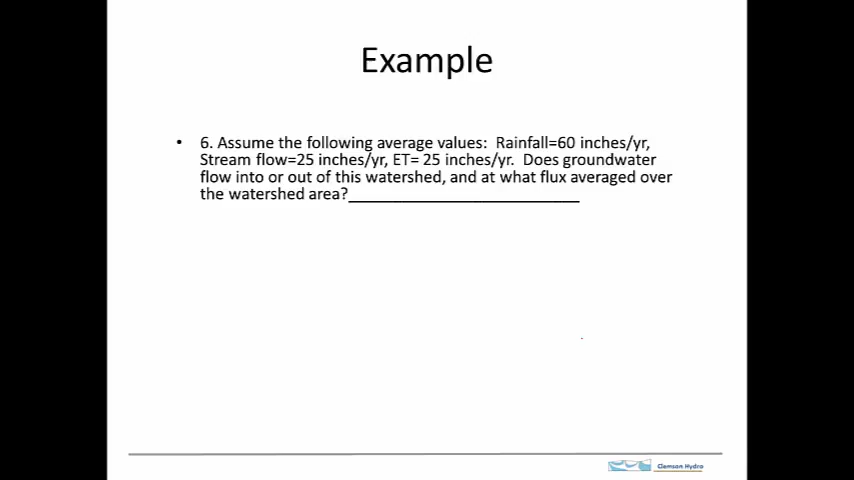 Example
• 6. Assume the following average values:  Rainfall=60 inches/yr,
Stream flow=25 inches/yr, ET= 25 inches/yr.  Does groundwater
flow into or out of this watershed, and at what flux averaged over
the watershed area?__________________________
Clemson Hydro